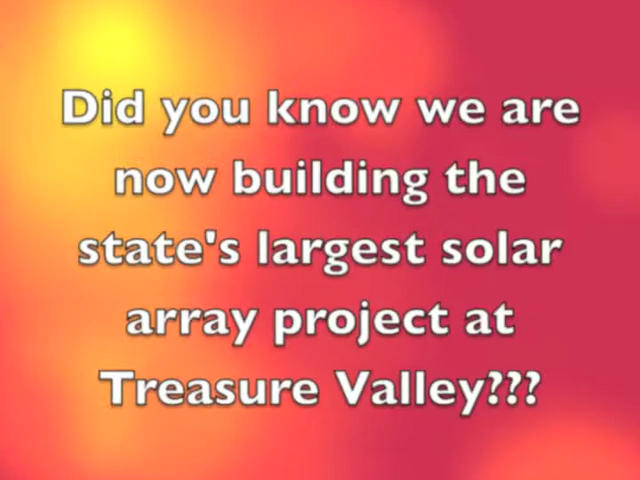 Did you know we are
now building the
state's largest solar
array project at
Treasure Valley???